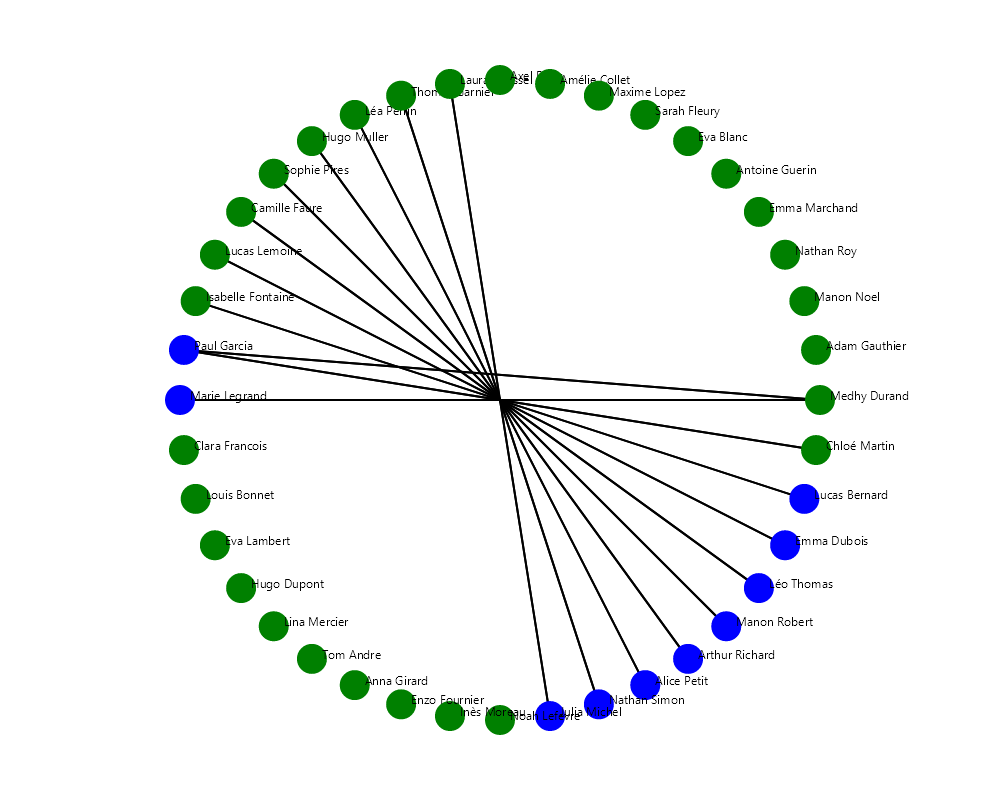 Axel
Laura
Amélie Collet
Maxime Lopez
Léa Perrin
Sarah Fleury
Hugo Muller
Eva Blanc
Sophie Pires
Antoine Guerin
Camille Faure
Emma Marchand
Lucas Lemoine
Nathan Roy
Isabelle Fontaine
Manon Noel
Paul Garcia
Adam Gauthier
Marie Legrand
Medhy Durand
Clara Francois
Chloé Martin
Louis Bonnet
Lucas Bernard
Eva Lambert
Emma Dubois
Hugo Dupont
Léo Thomas
Lina Mercier
Manon Robert
Tom Andre
Arthur Richard
Anna Girard
Alice Petit
Enzo Fournier
Nathan Simon
Inès Moreau
Noah Lefevre
Julia Michel